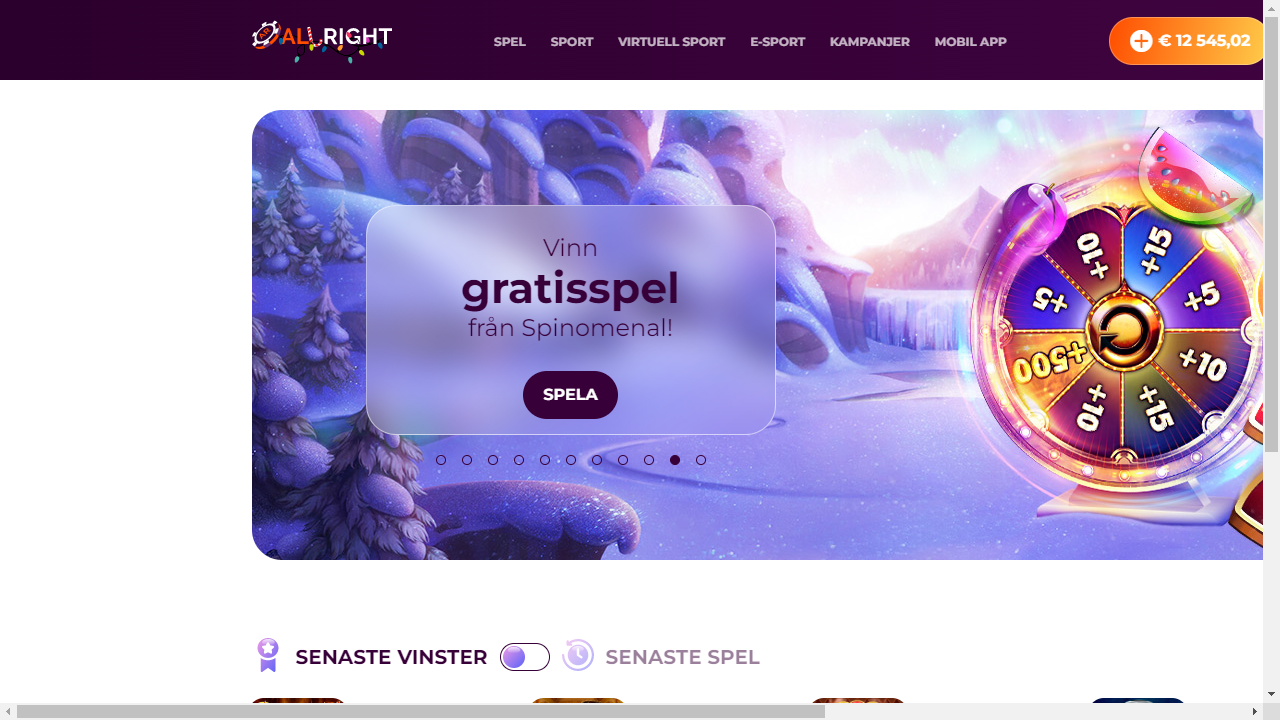 ALLRIGHT
SPEL SPORT VIRTUELL SPORT E-SPORT KAMPANJER MOBIL APP
€ 12 545,02
Vinn
gratisspel
från Spinomenal!
SPELA
+10
+15
+5
+5
+500
+10
+10
+15
SENASTE VINSTER
SENASTE SPEL